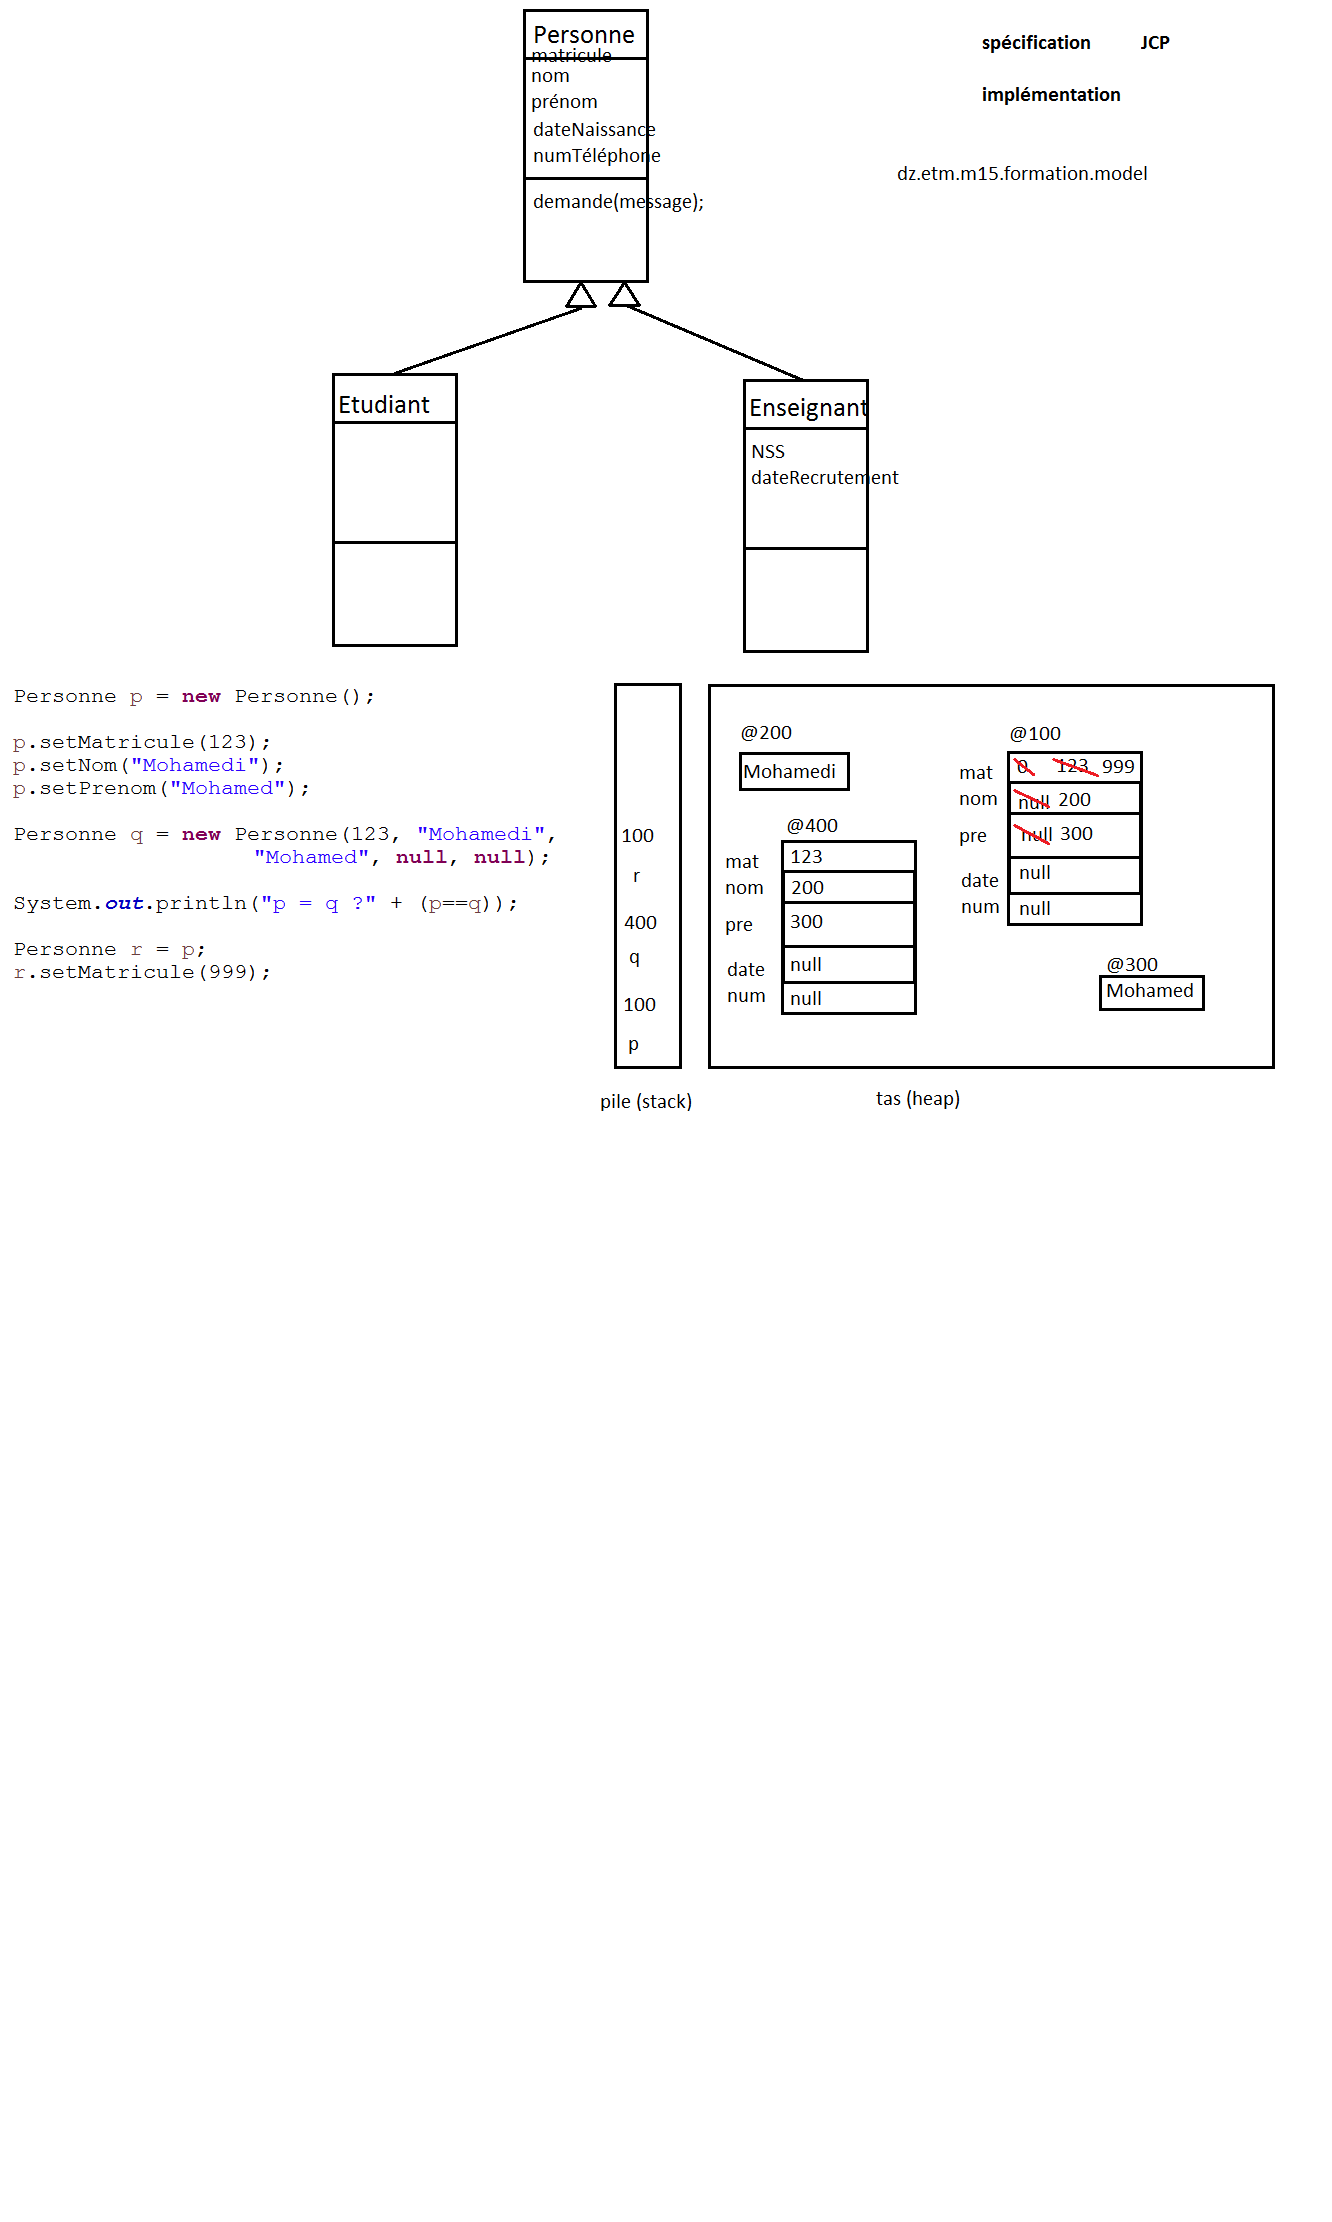 Personne
matricule
nom
prénom
dateNaissance
numTéléphone
demande(message);
spécification JCP
implémentation
dz.etm.m15.formation.model
Etudiant
Enseignant
NSS
dateRecrutement
Personne p = new Personne();
p.setMatricule(123);
p.setNom("Mohamedi");
p.setPrenom("Mohamed");
Personne q = new Personne(123, "Mohamedi",
"Mohamed", null, null);
System.out.println("p = q ?" + (p==q));
Personne r = p;
r.setMatricule(999);
100
r
400
q
100
p
pile (stack)
@200
Mohamedi
@400
mat 123
nom 200
pre 300
date null
num null
@100
mat 0 123 999
nom null 200
pre null 300
date null
num null
@300
Mohamed
tas (heap)